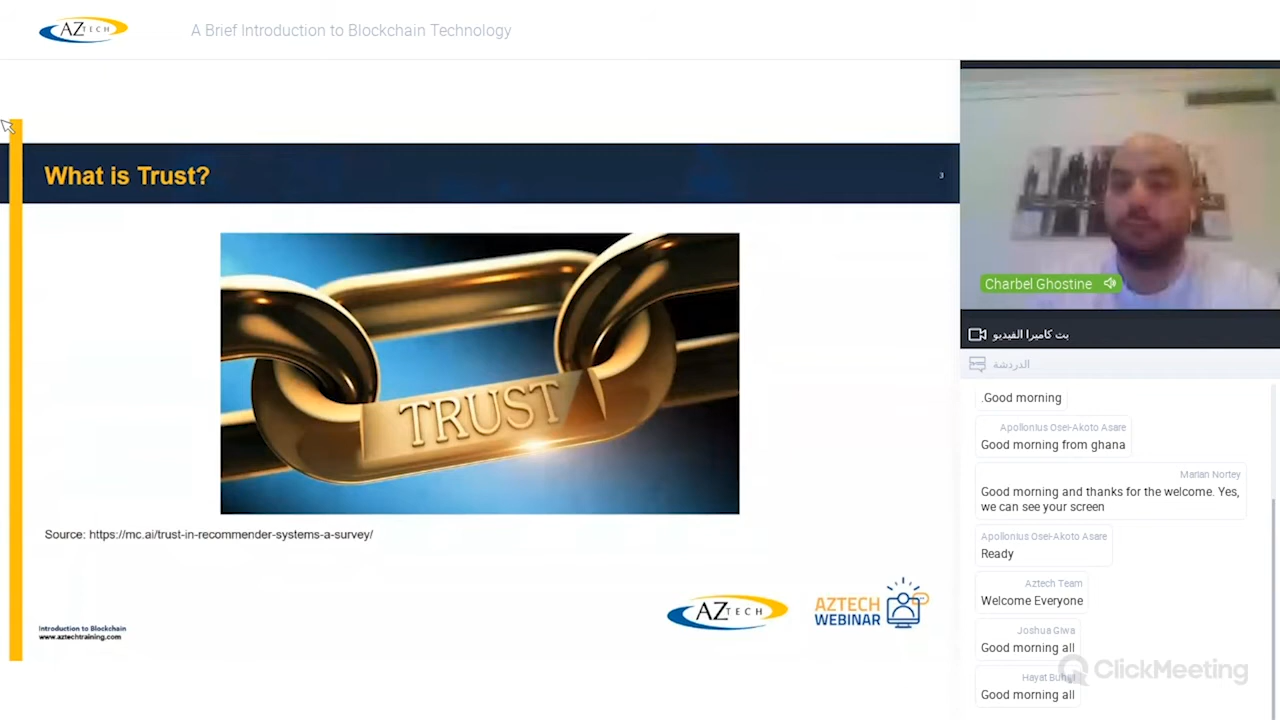 AZTECH
A Brief Introduction to Blockchain Technology
What is Trust?
3
TRUST
Source: https://mc.ai/trust-in-recommender-systems-a-survey/
Introduction to Blockchain
www.aztechtraining.com
AZTECH
AZTECH
WEBINAR
Charbel Ghostine
بث كاميرا الفيديو
الدردشة
.Good morning
Apollonius Osei-Akoto Asare
Good morning from ghana
Marian Nortey
Good morning and thanks for the welcome. Yes,
we can see your screen
Apollonius Osei-Akoto Asare
Ready
Aztech Team
Welcome Everyone
Joshua Giwa
Good morning all
Hayat
Good morning all
ClickMeeting